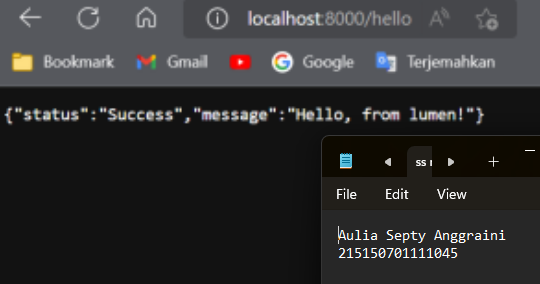 localhost:8000/hello
Bookmark Gmail Google Terjemahkan
{"status":"Success","message":"Hello, from lumen!"}
ss r
File Edit View
Aulia Septy Anggraini
215150701111045